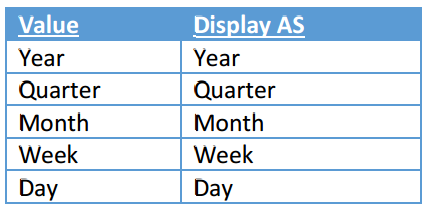 Value Display AS
Year Year
Quarter Quarter
Month Month
Week Week
Day Day